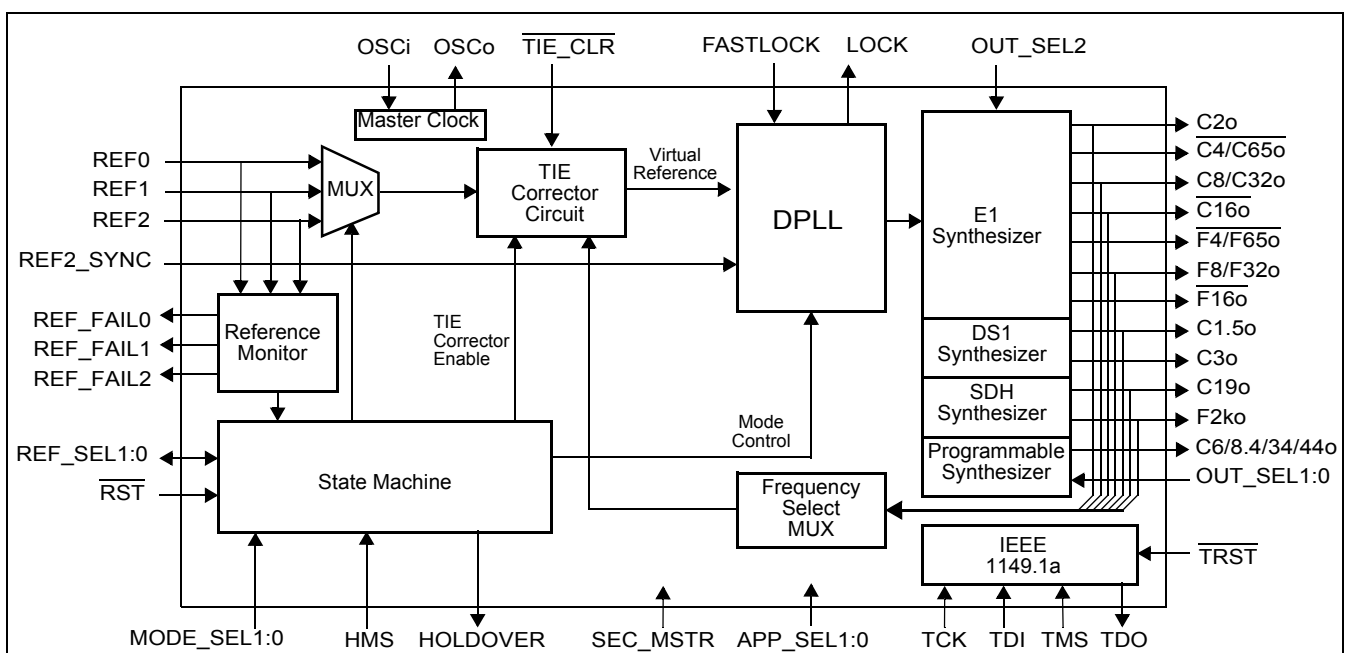 OSCi
OSCo
TIE_CLR
FASTLOCK
LOCK
OUT_SEL2
Master Clock
REF0
REF1
REF2
REF2_SYNC
MUX
TIE
Corrector
Circuit
Virtual
Reference
DPLL
E1
Synthesizer
C2o
C4/C65o
C8/C32o
C16o
F4/F65o
F8/F32o
F16o
REF_FAIL0
REF_FAIL1
REF_FAIL2
Reference
Monitor
TIE
Corrector
Enable
DS1
Synthesizer
C1.5o
C3o
SDH
Synthesizer
C19o
F2ko
Programmable
Synthesizer
C6/8.4/34/44o
OUT_SEL1:0
REF_SEL1:0
RST
State Machine
Mode
Control
Frequency
Select
MUX
IEEE
1149.1a
TRST
MODE_SEL1:0
HMS
HOLDOVER
SEC_MSTR
APP_SEL1:0
TCK
TDI
TMS
TDO